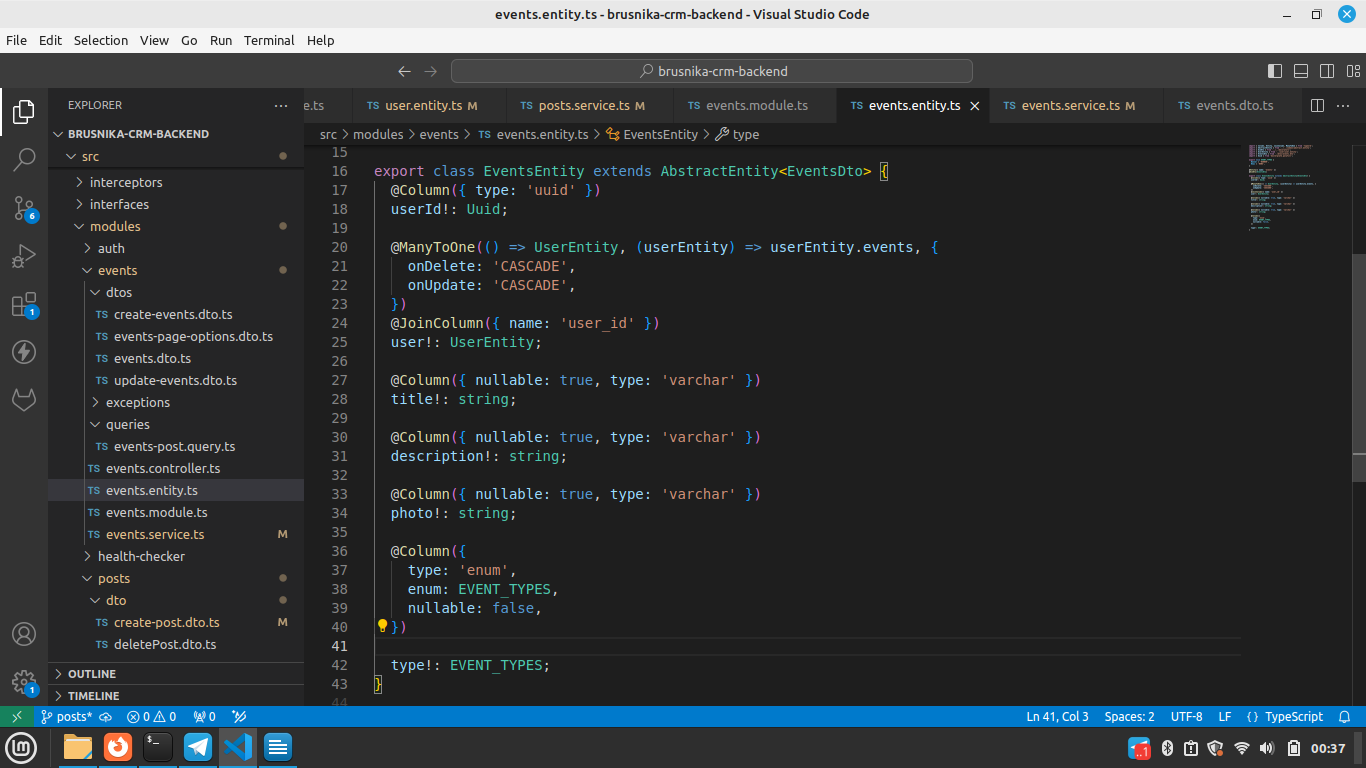 events.entity.ts - brusnika-crm-backend - Visual Studio Code
File Edit Selection View Go Run Terminal Help
brusnika-crm-backend
EXPLORER
e.ts
TS user.entity.ts M
TS posts.service.ts M
TS events.module.ts
TS events.entity.ts
TS events.service.ts M
TS events.dto.ts
src > modules > events > TS events.entity.ts > EventsEntity > type
BRUSNIKA-CRM-BACKEND
src
interceptors
interfaces
modules
auth
events
dtos
TS create-events.dto.ts
TS events-page-options.dto.ts
TS events.dto.ts
TS update-events.dto.ts
exceptions
queries
TS events-post.query.ts
TS events.controller.ts
TS events.entity.ts
TS events.module.ts
TS events.service.ts M
health-checker
posts
dto
TS create-post.dto.ts M
TS deletePost.dto.ts
OUTLINE
TIMELINE
6
1
1
15
16 export class EventsEntity extends AbstractEntity<EventsDto> {
17 @Column({ type: 'uuid' })
18 userId!: Uuid;
19
20 @ManyToOne(() => UserEntity, (userEntity) => userEntity.events, {
21 onDelete: 'CASCADE',
22 onUpdate: 'CASCADE',
23 })
24 @JoinColumn({ name: 'user_id' })
25 user!: UserEntity;
26
27 @Column({ nullable: true, type: 'varchar' })
28 title!: string;
29
30 @Column({ nullable: true, type: 'varchar' })
31 description!: string;
32
33 @Column({ nullable: true, type: 'varchar' })
34 photo!: string;
35
36 @Column({
37 type: 'enum',
38 enum: EVENT_TYPES,
39 nullable: false,
40 })
41
42 type!: EVENT_TYPES;
43 }
44
posts* 0 0 0 Ln 41, Col 3 Spaces: 2 UTF-8 LF {} TypeScript
00:37